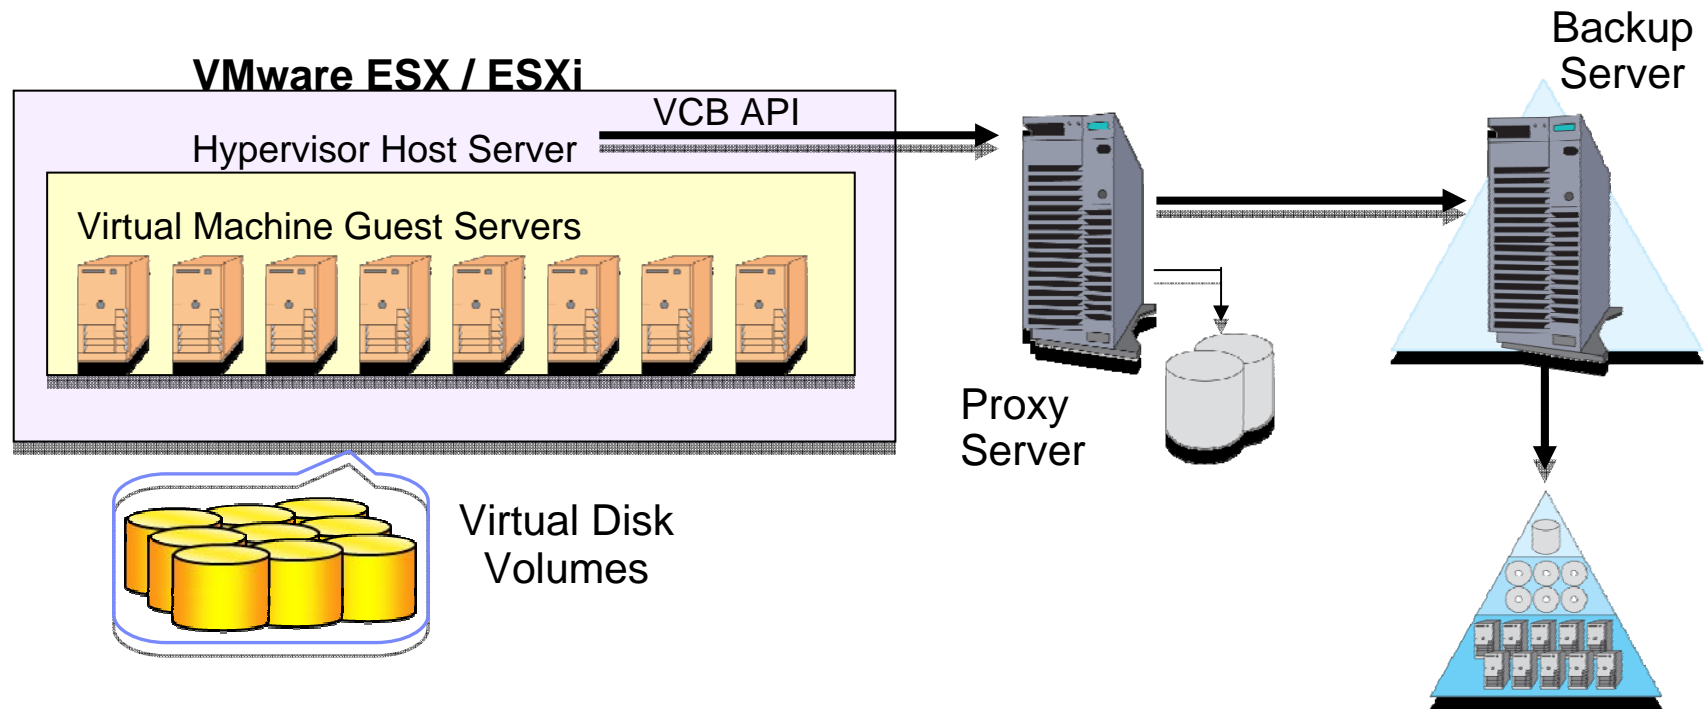 VMware ESX / ESXi
VCB API
Hypervisor Host Server
Virtual Machine Guest Servers
Virtual Disk
Volumes
Proxy
Server
Backup
Server